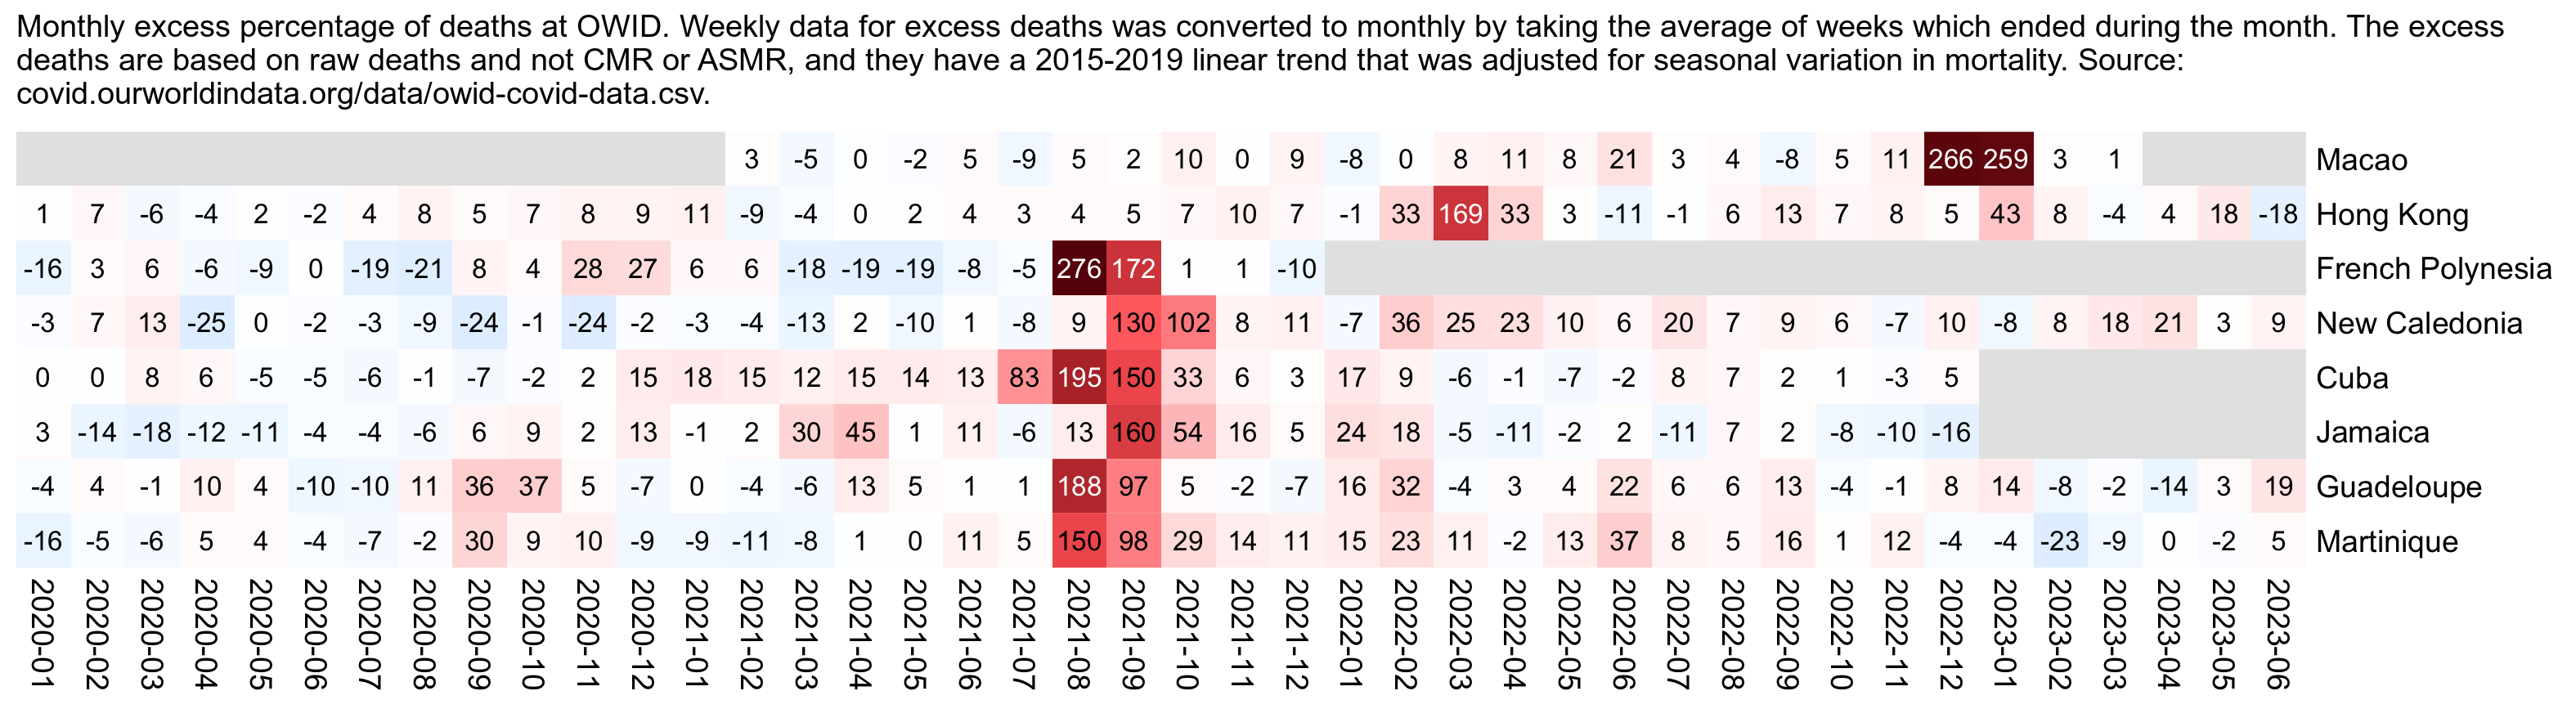 Monthly excess percentage of deaths at OWID. Weekly data for excess deaths was converted to monthly by taking the average of weeks which ended during the month. The excess
deaths are based on raw deaths and not CMR or ASMR, and they have a 2015-2019 linear trend that was adjusted for seasonal variation in mortality. Source:
covid.ourworldindata.org/data/owid-covid-data.csv.
3 -5 0 -2 5 -9 5 2 10 0 9 -8 0 8 11 8 21 3 4 -8 5 11 266 259 3 1 Macao
1 7 -6 -4 2 -2 4 8 5 7 8 9 11 -9 -4 0 2 4 3 4 5 7 10 7 -1 33 169 33 3 -11 -1 6 13 7 8 5 43 8 -4 4 18 -18 Hong Kong
-16 3 6 -6 -9 0 -19 -21 8 4 28 27 6 6 -18 -19 -19 -8 -5 276 172 1 1 -10 French Polynesia
-3 7 13 -25 0 -2 -3 -9 -24 -1 -24 -2 -3 -4 -13 2 -10 1 -8 9 130 102 8 11 -7 36 25 23 10 6 20 7 9 6 -7 10 -8 8 18 21 3 9 New Caledonia
0 0 8 6 -5 -5 -6 -1 -7 -2 2 15 18 15 12 15 14 13 83 195 150 33 6 3 17 9 -6 -1 -7 -2 8 7 2 1 -3 5 Cuba
3 -14 -18 -12 -11 -4 -4 -6 6 9 2 13 -1 2 30 45 1 11 -6 13 160 54 16 5 24 18 -5 -11 -2 2 -11 7 2 -8 -10 -16 Jamaica
-4 4 -1 10 4 -10 -10 11 36 37 5 -7 0 -4 -6 13 5 1 1 188 97 5 -2 -7 16 32 -4 3 4 22 6 6 13 -4 -1 8 14 -8 -2 -14 3 19 Guadeloupe
-16 -5 -6 5 4 -4 -7 -2 30 9 10 -9 -9 -11 -8 1 0 11 5 150 98 29 14 11 15 23 11 -2 13 37 8 5 16 1 12 -4 -4 -23 -9 0 -2 5 Martinique
2020-01 2020-02 2020-03 2020-04 2020-05 2020-06 2020-07 2020-08 2020-09 2020-10 2020-11 2020-12 2021-01 2021-02 2021-03 2021-04 2021-05 2021-06 2021-07 2021-08 2021-09 2021-10 2021-11 2021-12 2022-01 2022-02 2022-03 2022-04 2022-05 2022-06 2022-07 2022-08 2022-09 2022-10 2022-11 2022-12 2023-01 2023-02 2023-03 2023-04 2023-05 2023-06